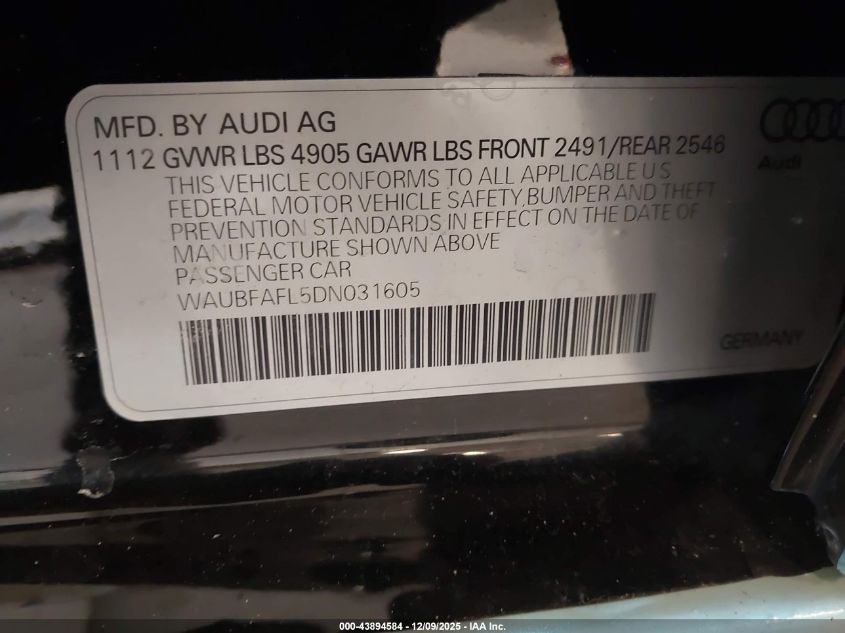 MFD. BY AUDI AG
1112 GVWR LBS 4905 GAWR LBS FRONT 2491/REAR 2546
THIS VEHICLE CONFORMS TO ALL APPLICABLE U S
FEDERAL MOTOR VEHICLE SAFETY, BUMPER AND THEFT
PREVENTION STANDARDS IN EFFECT ON THE DATE OF
MANUFACTURE SHOWN ABOVE
PASSENGER CAR
WAUBFAFL5DN031605
Audi
GERMANY
000-43894584 / 12/09/2025 - IAA Inc.